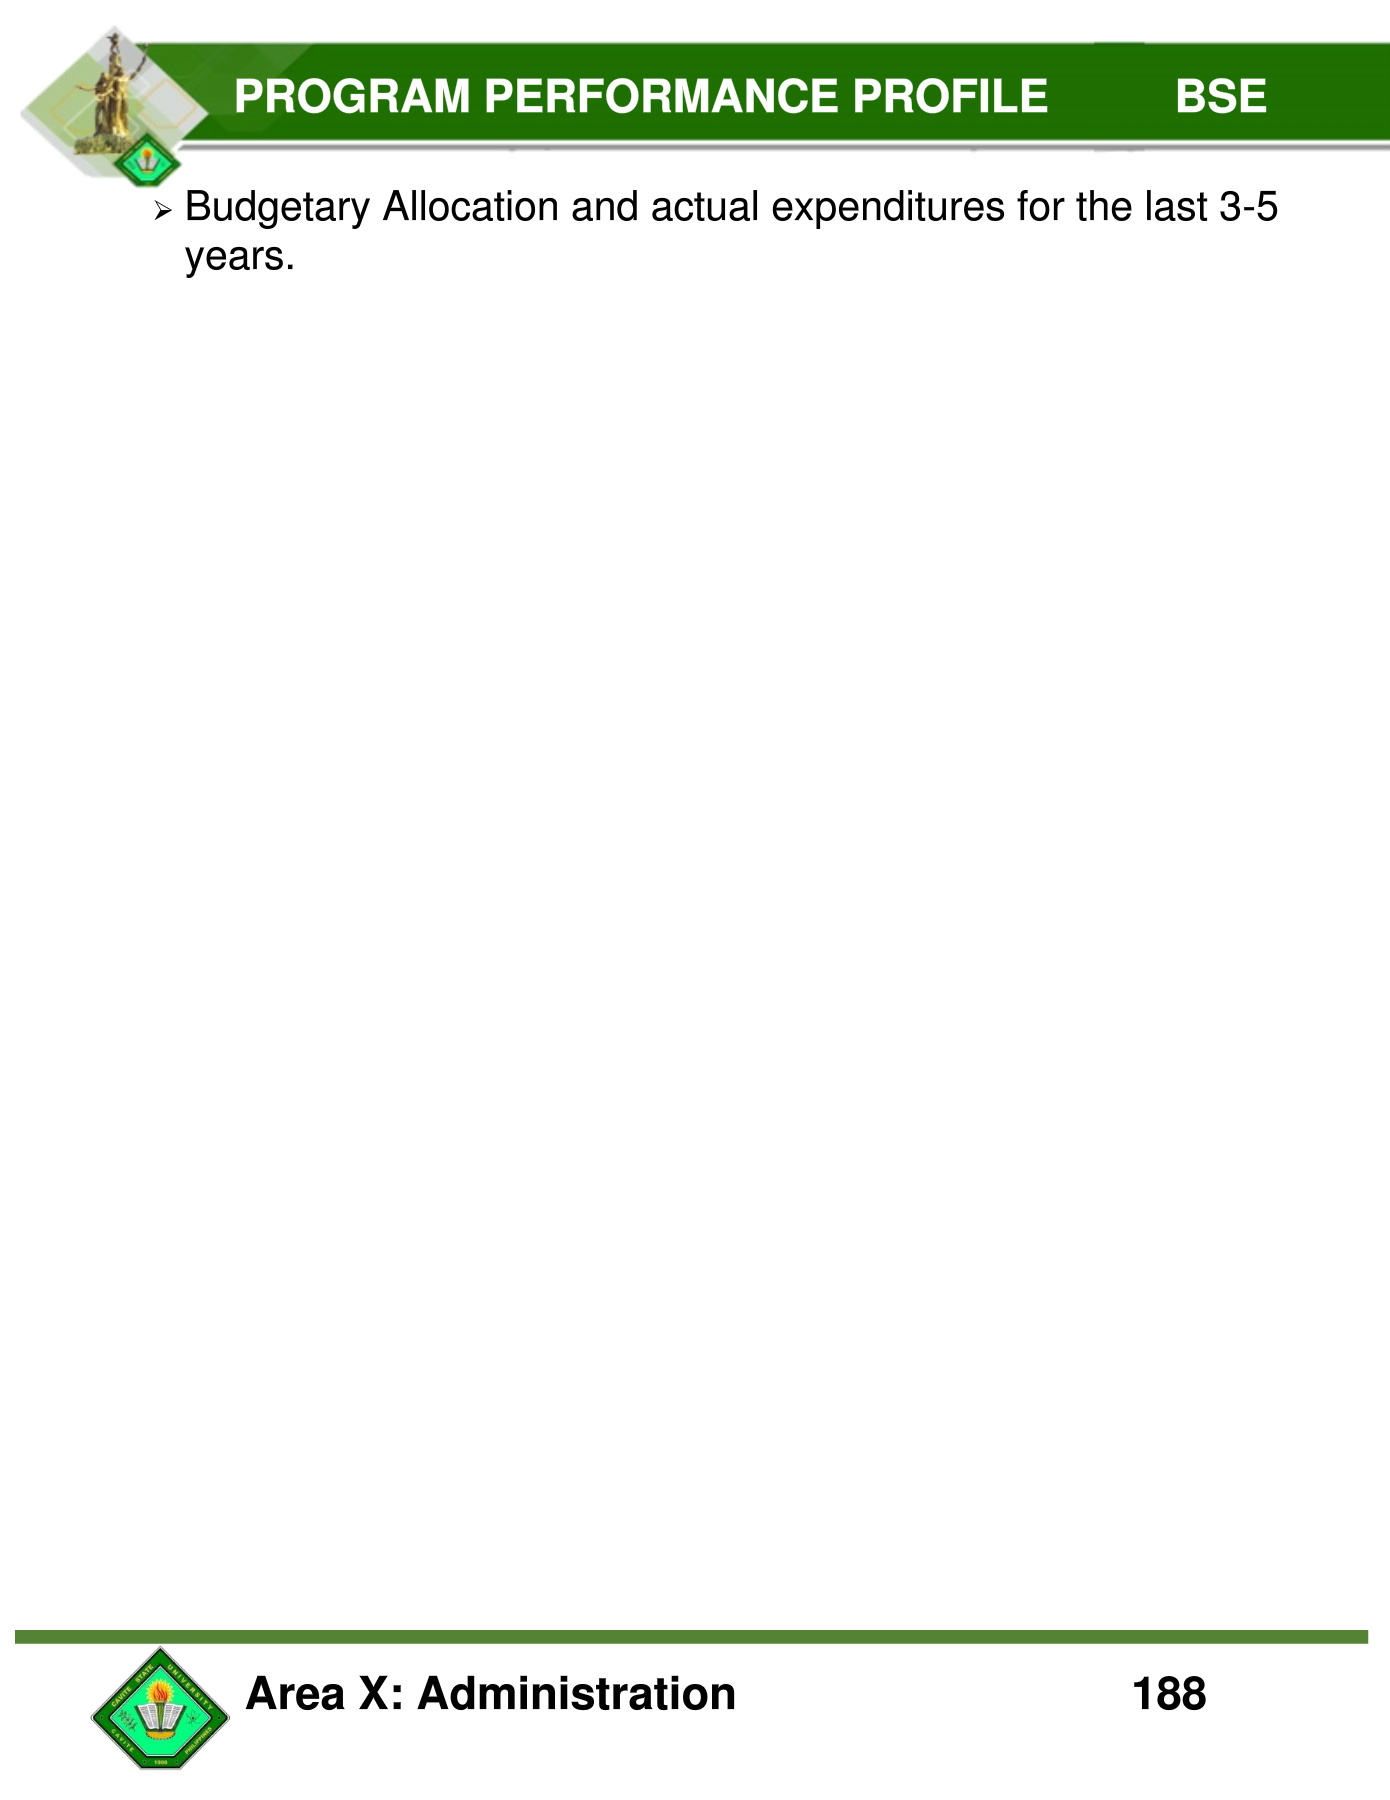 PROGRAM PERFORMANCE PROFILE BSE
➢ Budgetary Allocation and actual expenditures for the last 3-5
years.
CAVITE STATE UNIVERSITY
CAVITE PHILIPPINES
1906
Area X: Administration 188